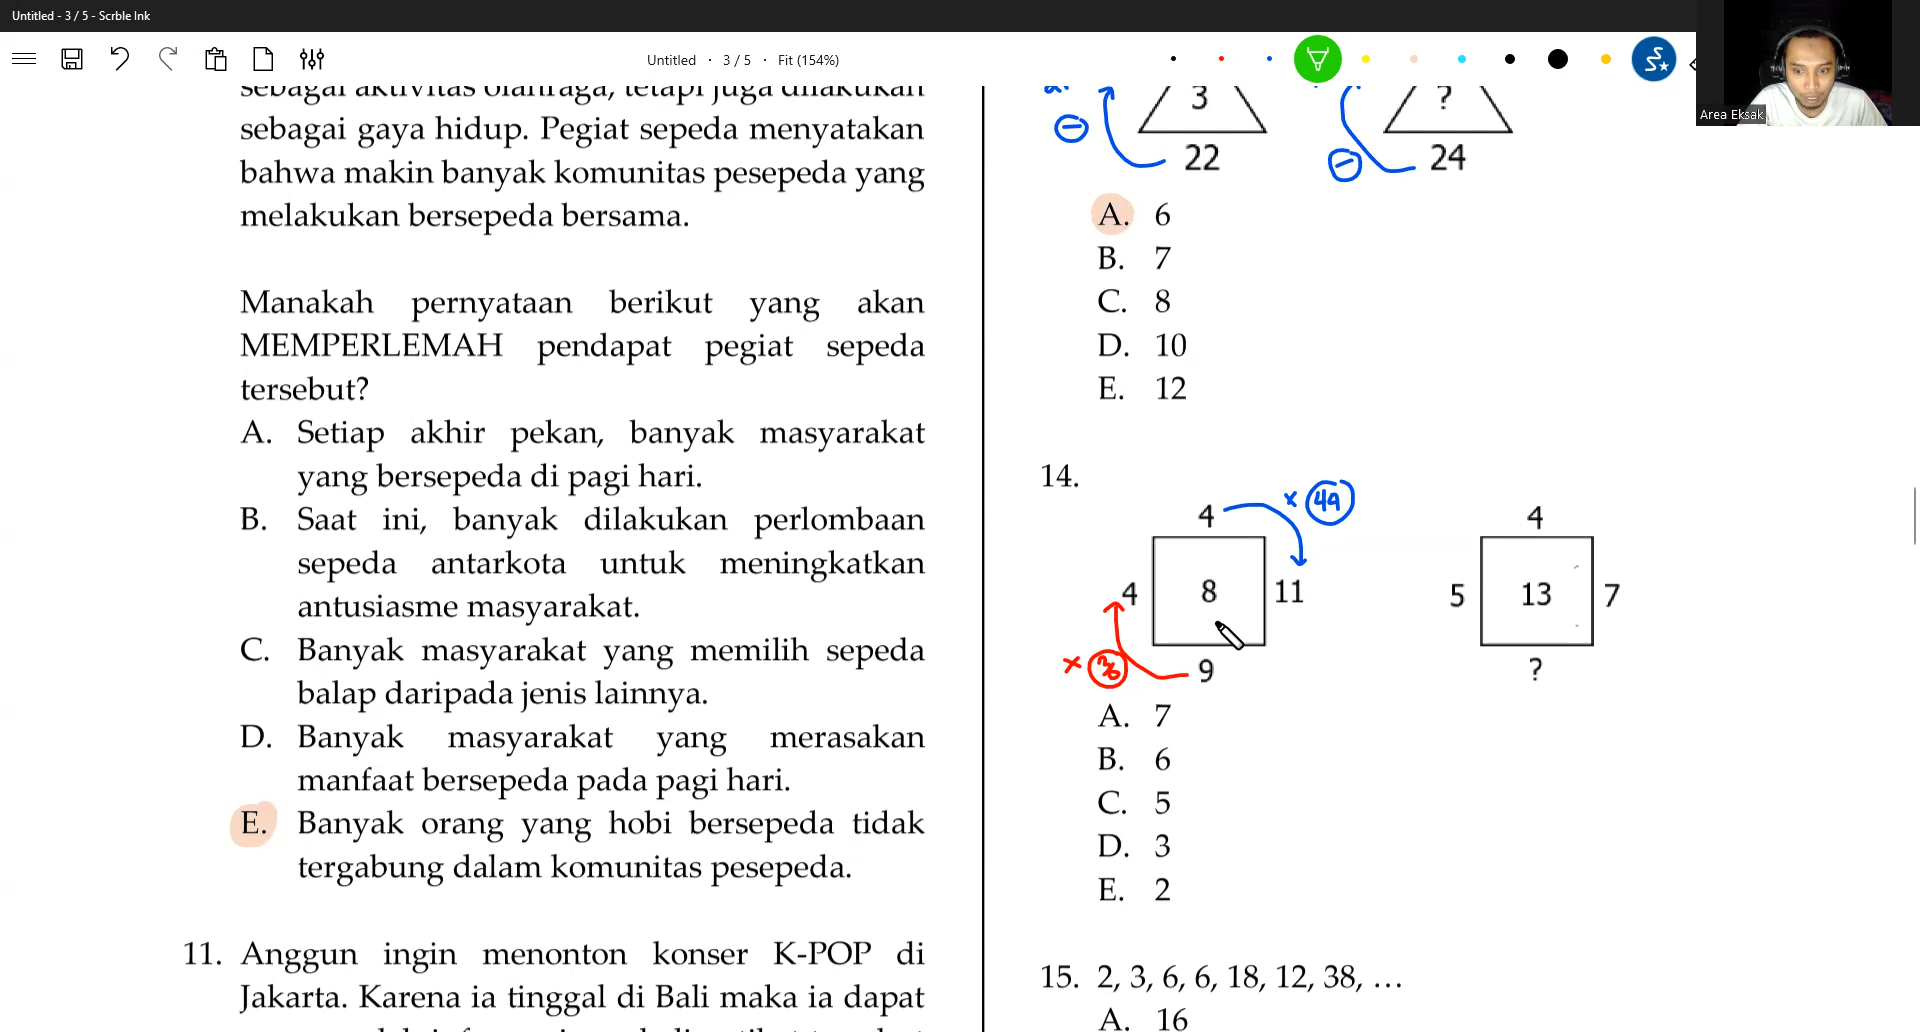 Untitled - 3 / 5 - Scrble Ink
Untitled · 3 / 5 · Fit (154%)
Area Eksak
sebagai aktivitas olahraga, tetapi juga dilakukan
sebagai gaya hidup. Pegiat sepeda menyatakan
bahwa makin banyak komunitas pesepeda yang
melakukan bersepeda bersama.
Manakah pernyataan berikut yang akan
MEMPERLEMAH pendapat pegiat sepeda
tersebut?
A. Setiap akhir pekan, banyak masyarakat
yang bersepeda di pagi hari.
B. Saat ini, banyak dilakukan perlombaan
sepeda antarkota untuk meningkatkan
antusiasme masyarakat.
C. Banyak masyarakat yang memilih sepeda
balap daripada jenis lainnya.
D. Banyak masyarakat yang merasakan
manfaat bersepeda pada pagi hari.
E. Banyak orang yang hobi bersepeda tidak
tergabung dalam komunitas pesepeda.
11. Anggun ingin menonton konser K-POP di
Jakarta. Karena ia tinggal di Bali maka ia dapat
3 ?
22 24
A. 6
B. 7
C. 8
D. 10
E. 12
14.
4 × 44 4
4 8 11 5 13 7
× 36 9 ?
A. 7
B. 6
C. 5
D. 3
E. 2
15. 2, 3, 6, 6, 18, 12, 38, …
A. 16